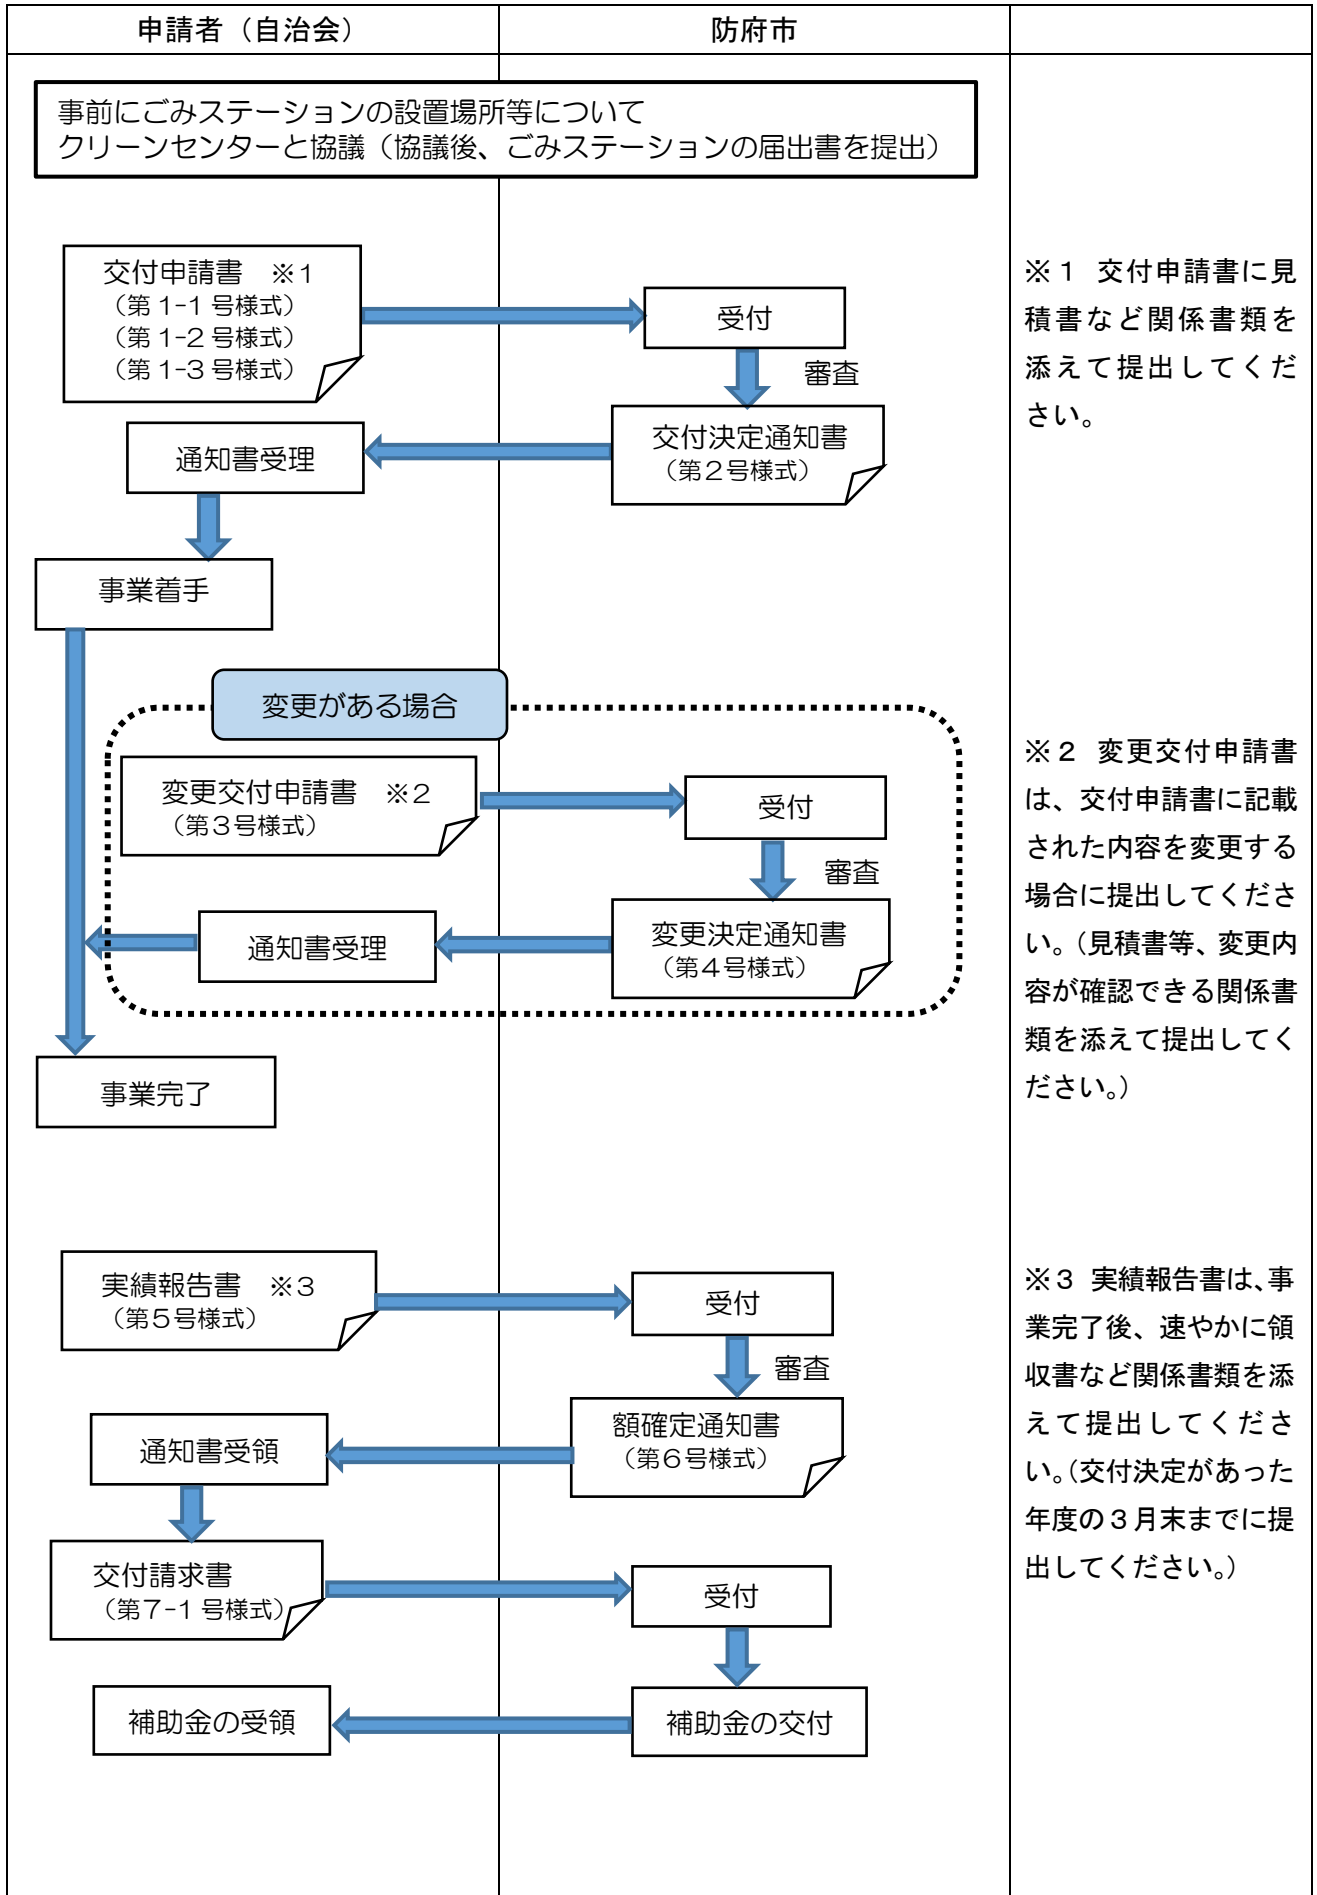 申請者（自治会）
防府市
事前にごみステーションの設置場所等について
クリーンセンターと協議（協議後、ごみステーションの届出書を提出）
交付申請書　※１
（第１-１号様式）
（第１-２号様式）
（第１-３号様式）
受付
審査
交付決定通知書
（第２号様式）
通知書受理
事業着手
変更がある場合
変更交付申請書　※２
（第３号様式）
受付
審査
変更決定通知書
（第４号様式）
通知書受理
事業完了
実績報告書　※３
（第５号様式）
受付
審査
額確定通知書
（第６号様式）
通知書受領
交付請求書
（第７-１号様式）
受付
補助金の交付
補助金の受領
※１ 交付申請書に見
積書など関係書類を
添えて提出してくだ
さい。
※２ 変更交付申請書
は、交付申請書に記載
された内容を変更する
場合に提出してくださ
い。（見積書等、変更内
容が確認できる関係書
類を添えて提出してく
ださい。）
※３ 実績報告書は、事
業完了後、速やかに領
収書など関係書類を添
えて提出してくださ
い。（交付決定があった
年度の３月末までに提
出してください。）